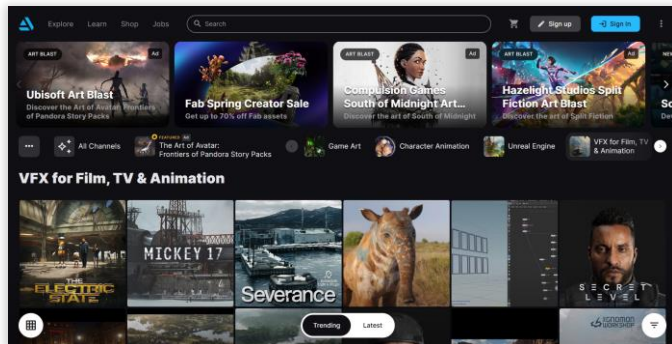 Explore Learn Shop Jobs
Search
Sign up
Sign in
ART BLAST
Ad
Ubisoft Art Blast
Discover the Art of Avatar: Frontiers
of Pandora Story Packs
Ad
Fab Spring Creator Sale
Get up to 70% off Fab assets
ART BLAST
Ad
Compulsion Games
South of Midnight Art...
Discover the art of South of Midnight
ART BLAST
Ad
Hazelight Studios Split
Fiction Art Blast
Discover the art of Split Fiction
All Channels
FEATURED Ad
The Art of Avatar:
Frontiers of Pandora Story Packs
Game Art
Character Animation
Unreal Engine
VFX for Film, TV
& Animation
VFX for Film, TV & Animation
THE
ELECTRIC
STATE
MICKEY 17
Severance
SECRET
LEVEL
Trending
Latest
GNOMON
WORKSHOP